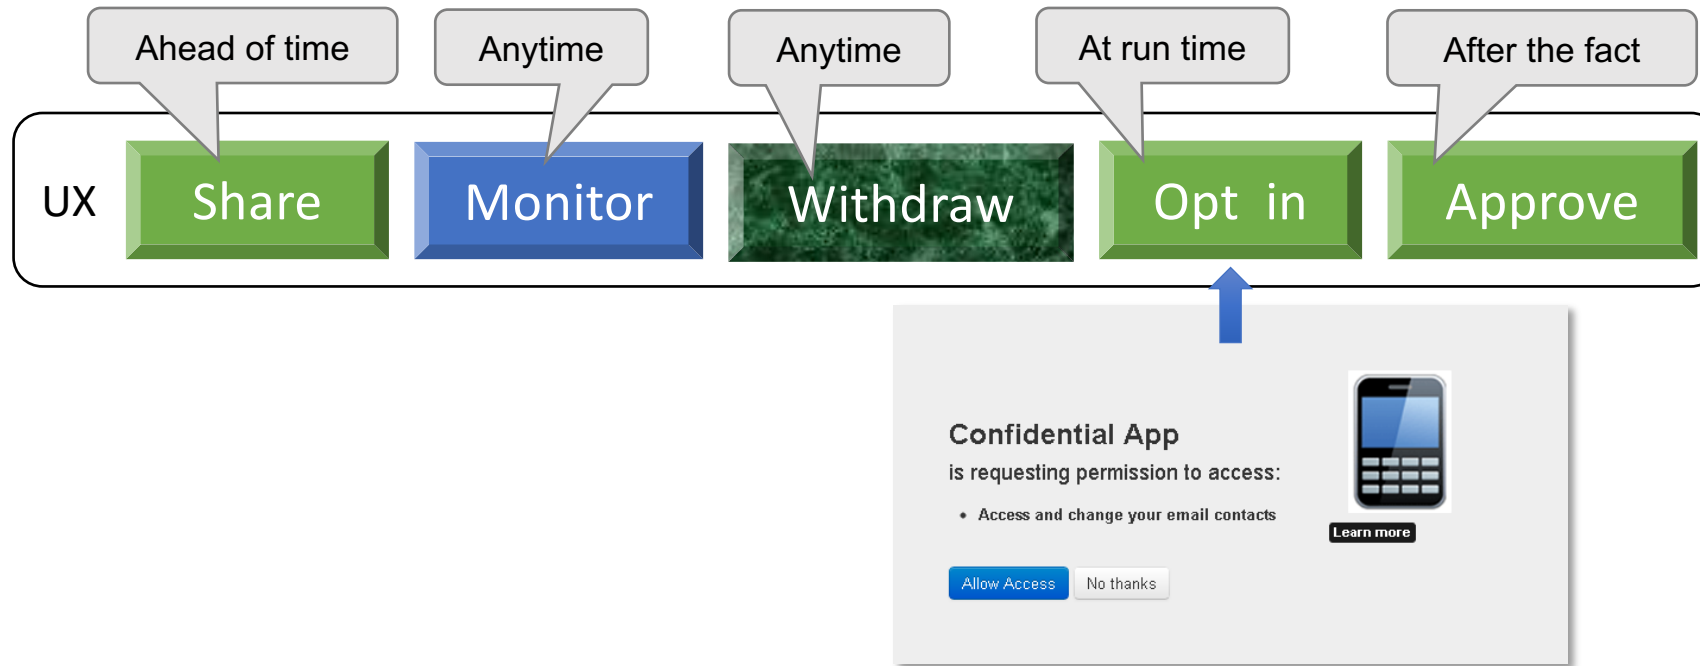 Ahead of time
Anytime
Anytime
At run time
After the fact
UX
Share
Monitor
Withdraw
Opt in
Approve
Confidential App
is requesting permission to access:
• Access and change your email contacts
Learn more
Allow Access
No thanks